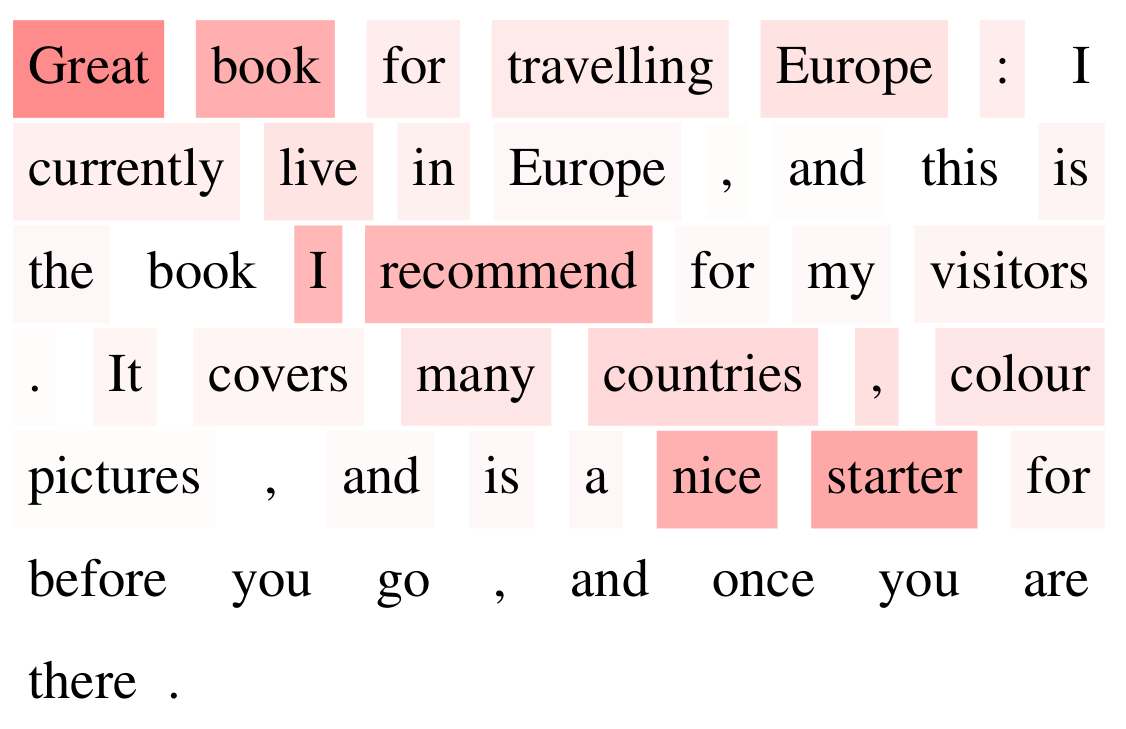 Great book for travelling Europe : I
currently live in Europe , and this is
the book I recommend for my visitors
. It covers many countries , colour
pictures , and is a nice starter for
before you go , and once you are
there .